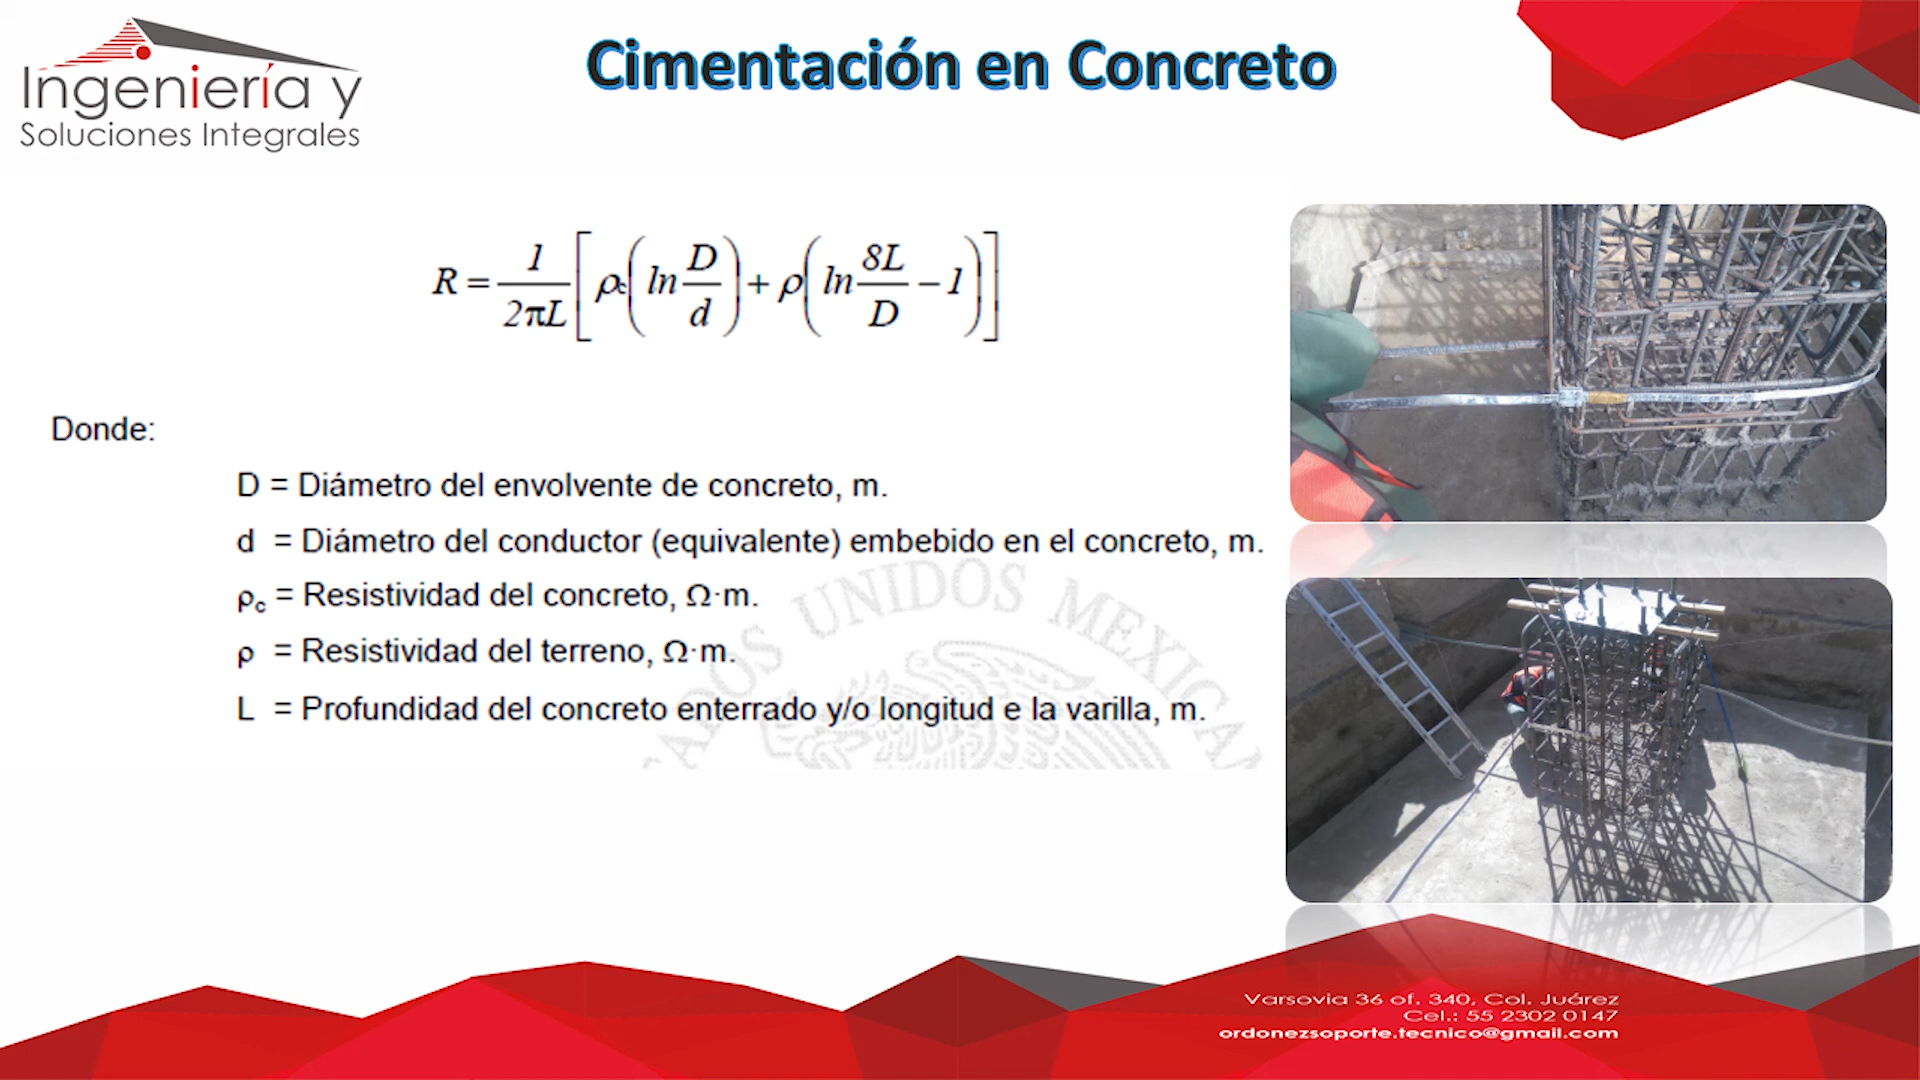 Ingeniería y
Soluciones Integrales
Cimentación en Concreto
R = 1/2πL [ρc(ln D/d) + ρ(ln 8L/D − 1)]
Donde:
D = Diámetro del envolvente de concreto, m.
d = Diámetro del conductor (equivalente) embebido en el concreto, m.
ρc = Resistividad del concreto, Ω·m.
ρ = Resistividad del terreno, Ω·m.
L = Profundidad del concreto enterrado y/o longitud e la varilla, m.
UNIDOS MEXICA
Varsovia 36 of. 340, Col. Juárez
Cel.: 55 2302 0147
ordonezsoporte.tecnico@gmail.com